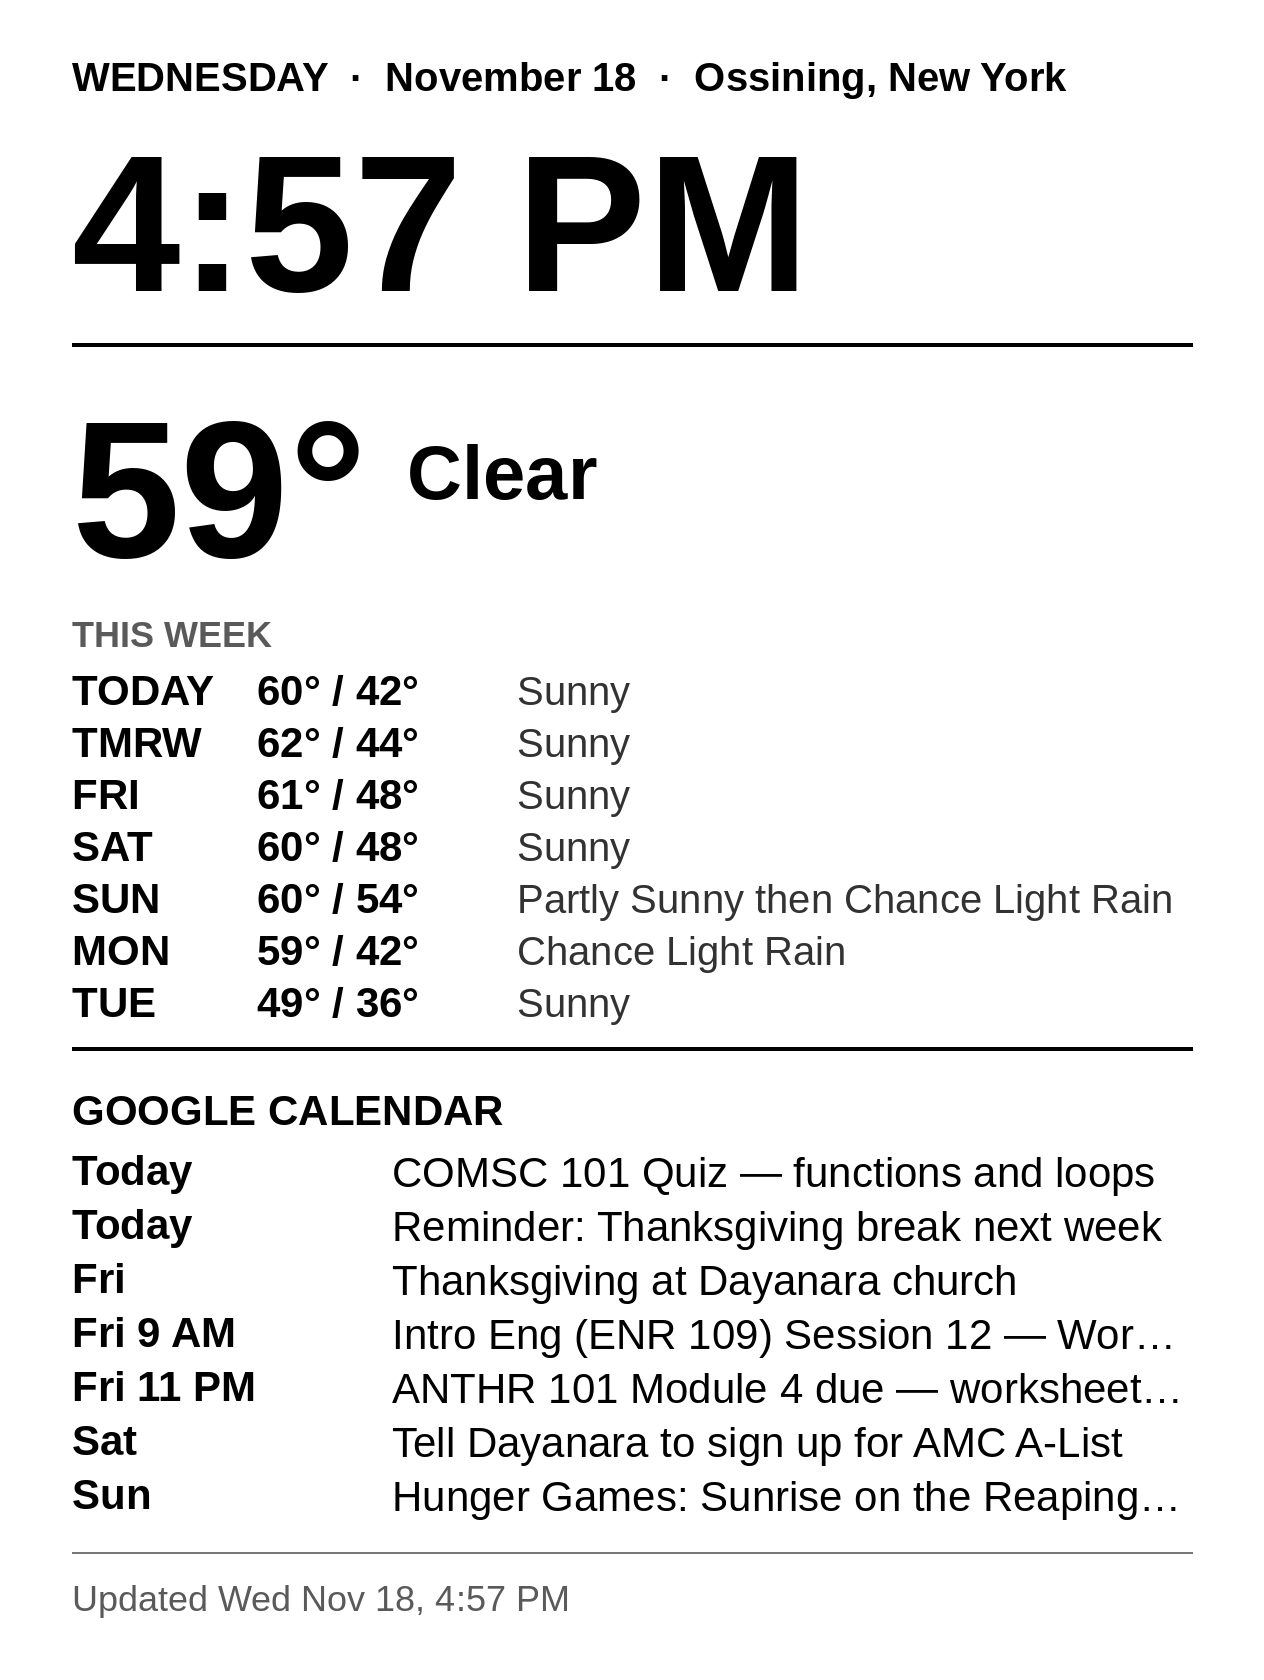 WEDNESDAY · November 18 · Ossining, New York
4:57 PM
59° Clear
THIS WEEK
TODAY 60° / 42° Sunny
TMRW 62° / 44° Sunny
FRI 61° / 48° Sunny
SAT 60° / 48° Sunny
SUN 60° / 54° Partly Sunny then Chance Light Rain
MON 59° / 42° Chance Light Rain
TUE 49° / 36° Sunny
GOOGLE CALENDAR
Today COMSC 101 Quiz — functions and loops
Today Reminder: Thanksgiving break next week
Fri Thanksgiving at Dayanara church
Fri 9 AM Intro Eng (ENR 109) Session 12 — Wor…
Fri 11 PM ANTHR 101 Module 4 due — worksheet…
Sat Tell Dayanara to sign up for AMC A-List
Sun Hunger Games: Sunrise on the Reaping…
Updated Wed Nov 18, 4:57 PM